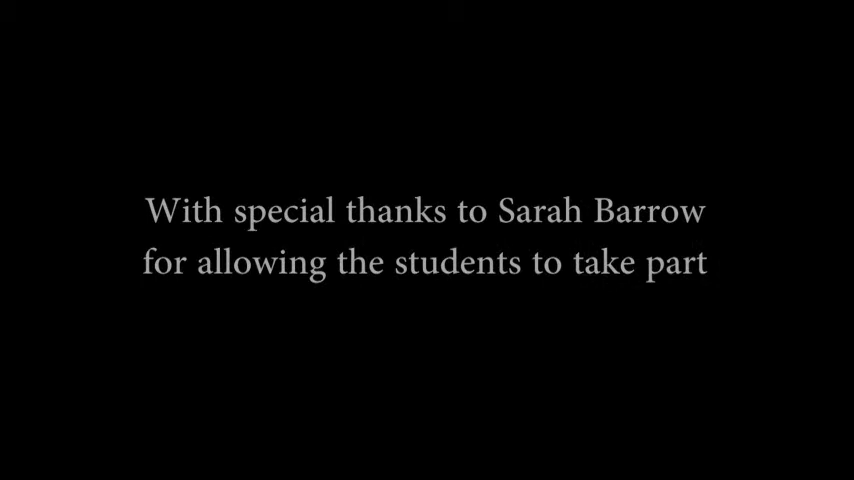 With special thanks to Sarah Barrow
for allowing the students to take part